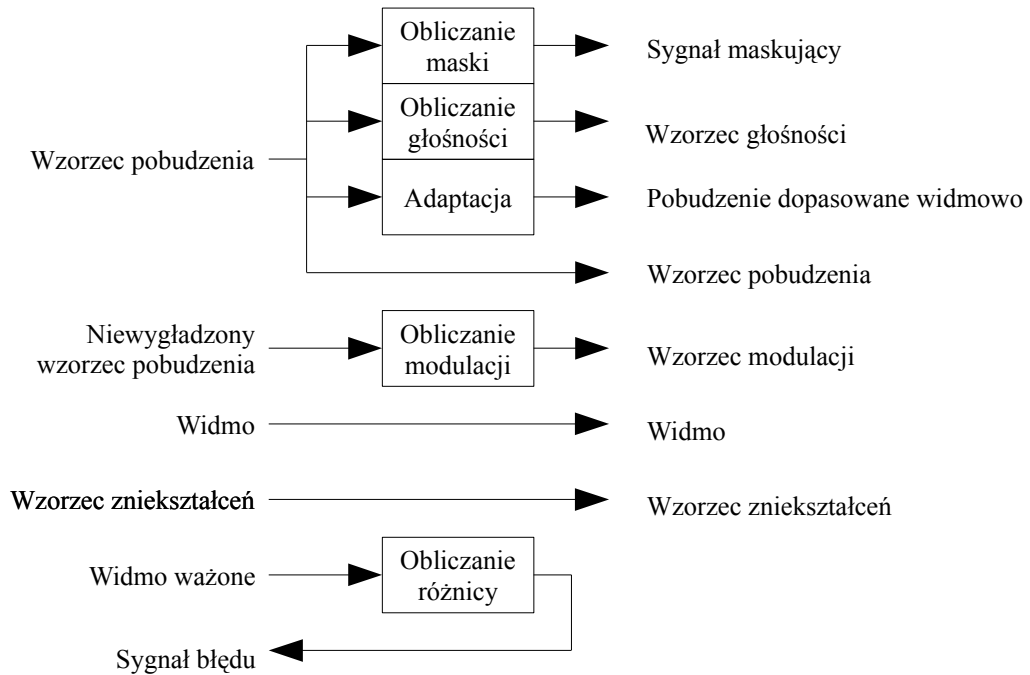 Obliczanie
maski
Sygnał maskujący
Obliczanie
głośności
Wzorzec głośności
Wzorzec pobudzenia
Adaptacja
Pobudzenie dopasowane widmowo
Wzorzec pobudzenia
Niewygładzony
wzorzec pobudzenia
Obliczanie
modulacji
Wzorzec modulacji
Widmo
Widmo
Wzorzec zniekształceń
Wzorzec zniekształceń
Widmo ważone
Obliczanie
różnicy
Sygnał błędu